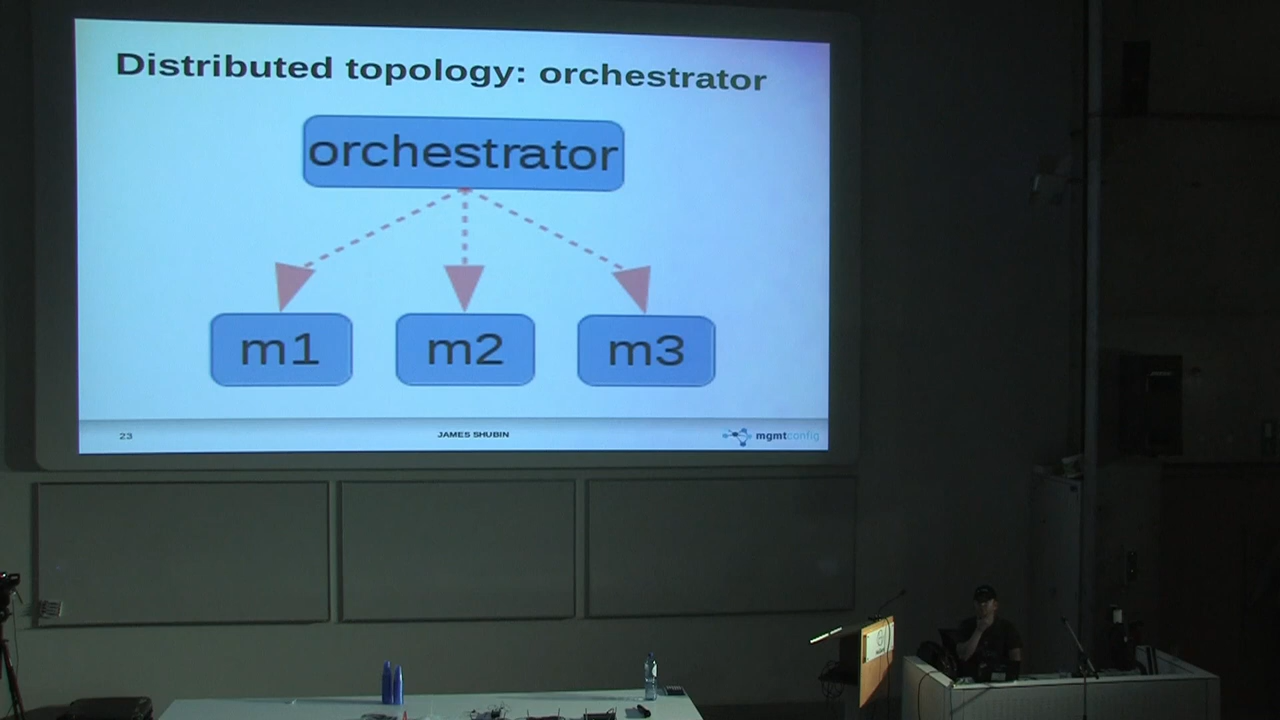 Distributed topology: orchestrator
orchestrator
m1 m2 m3
23 JAMES SHUBIN mgmtconfig